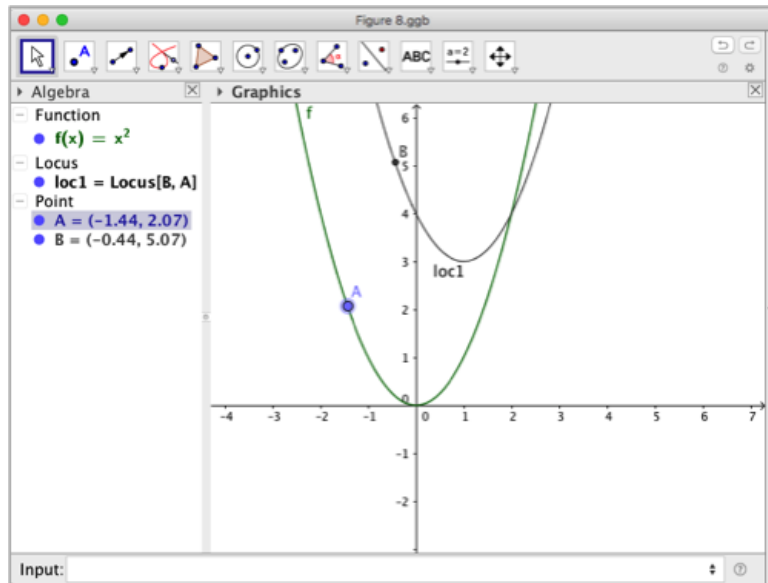 Figure 8.ggb
A ABC a=2
Algebra
Function
f(x) = x²
Locus
loc1 = Locus[B, A]
Point
A = (-1.44, 2.07)
B = (-0.44, 5.07)
Graphics
f
6
B
5
4
3
loc1
A
2
1
0
-4 -3 -2 -1 0 1 2 3 4 5 6 7
-1
-2
Input: